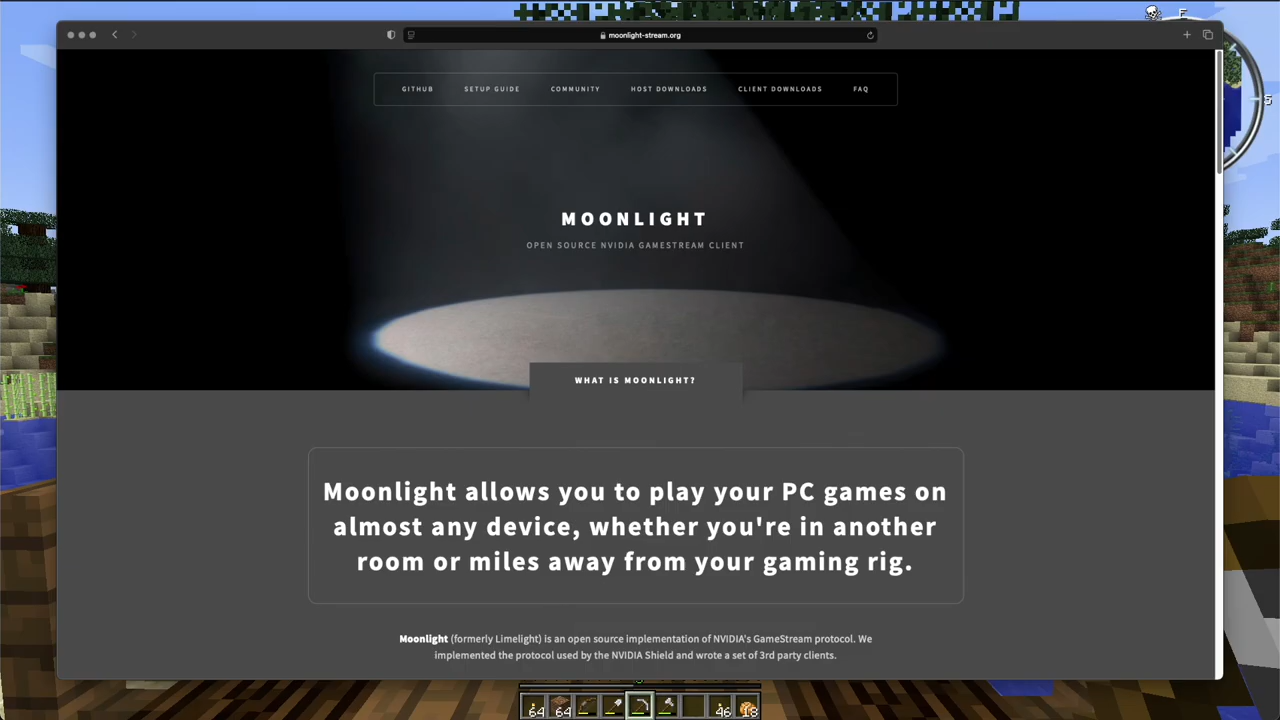 E
moonlight-stream.org
S
GITHUB SETUP GUIDE COMMUNITY HOST DOWNLOADS CLIENT DOWNLOADS FAQ
MOONLIGHT
OPEN SOURCE NVIDIA GAMESTREAM CLIENT
WHAT IS MOONLIGHT?
Moonlight allows you to play your PC games on
almost any device, whether you're in another
room or miles away from your gaming rig.
Moonlight (formerly Limelight) is an open source implementation of NVIDIA's GameStream protocol. We
implemented the protocol used by the NVIDIA Shield and wrote a set of 3rd party clients.
64 64 46 18